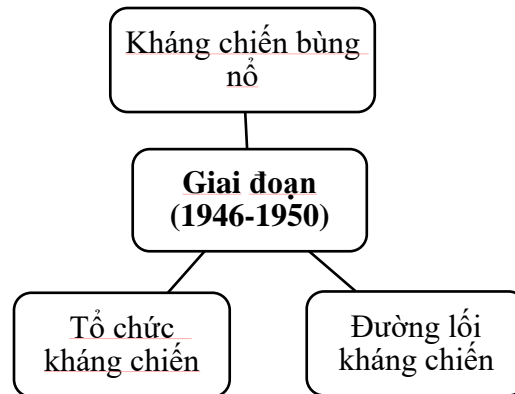 Kháng chiến bùng
nổ
Giai đoạn
(1946-1950)
Tổ chức
kháng chiến
Đường lối
kháng chiến